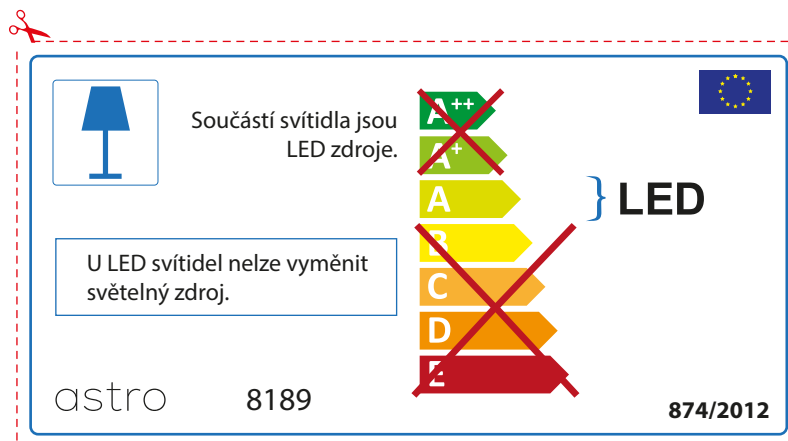 Součástí svítidla jsou
LED zdroje.
A++
A+
A
B
C
D
E
LED
U LED svítidel nelze vyměnit
světelný zdroj.
astro
8189
874/2012